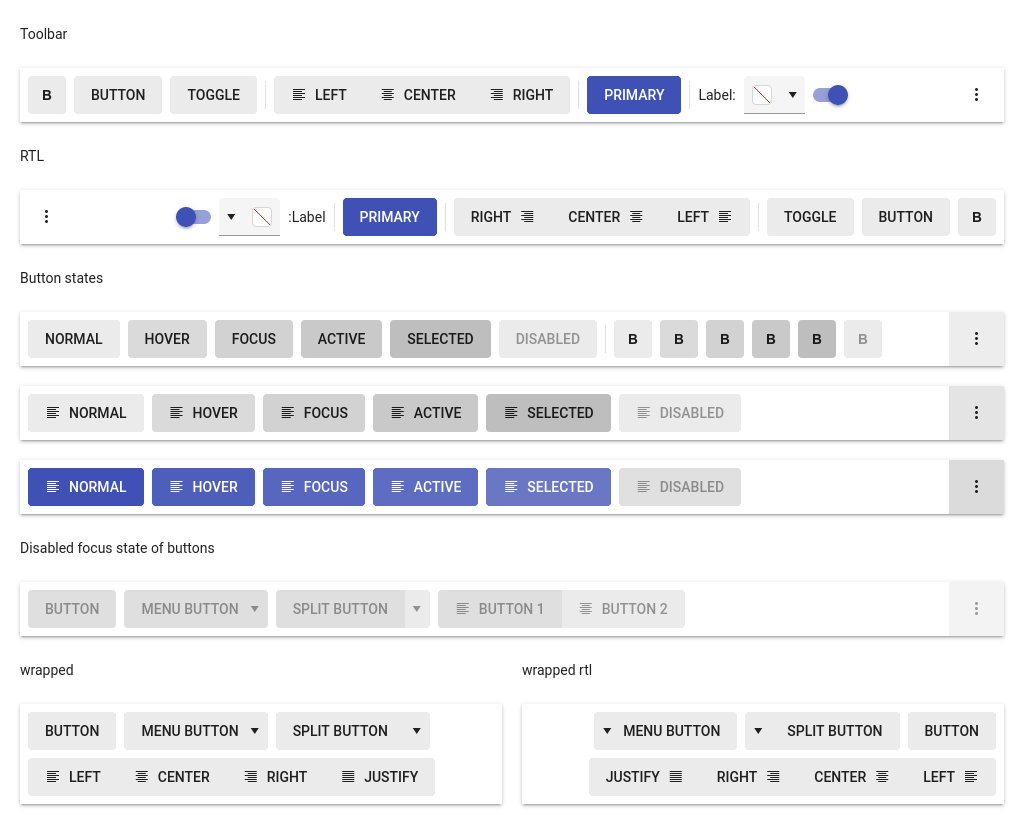 Toolbar
B BUTTON TOGGLE LEFT CENTER RIGHT PRIMARY Label:
RTL
:Label PRIMARY RIGHT CENTER LEFT TOGGLE BUTTON B
Button states
NORMAL HOVER FOCUS ACTIVE SELECTED DISABLED B B B B B B
NORMAL HOVER FOCUS ACTIVE SELECTED DISABLED
NORMAL HOVER FOCUS ACTIVE SELECTED DISABLED
Disabled focus state of buttons
BUTTON MENU BUTTON SPLIT BUTTON BUTTON 1 BUTTON 2
wrapped
BUTTON MENU BUTTON SPLIT BUTTON
LEFT CENTER RIGHT JUSTIFY
wrapped rtl
MENU BUTTON SPLIT BUTTON BUTTON
JUSTIFY RIGHT CENTER LEFT